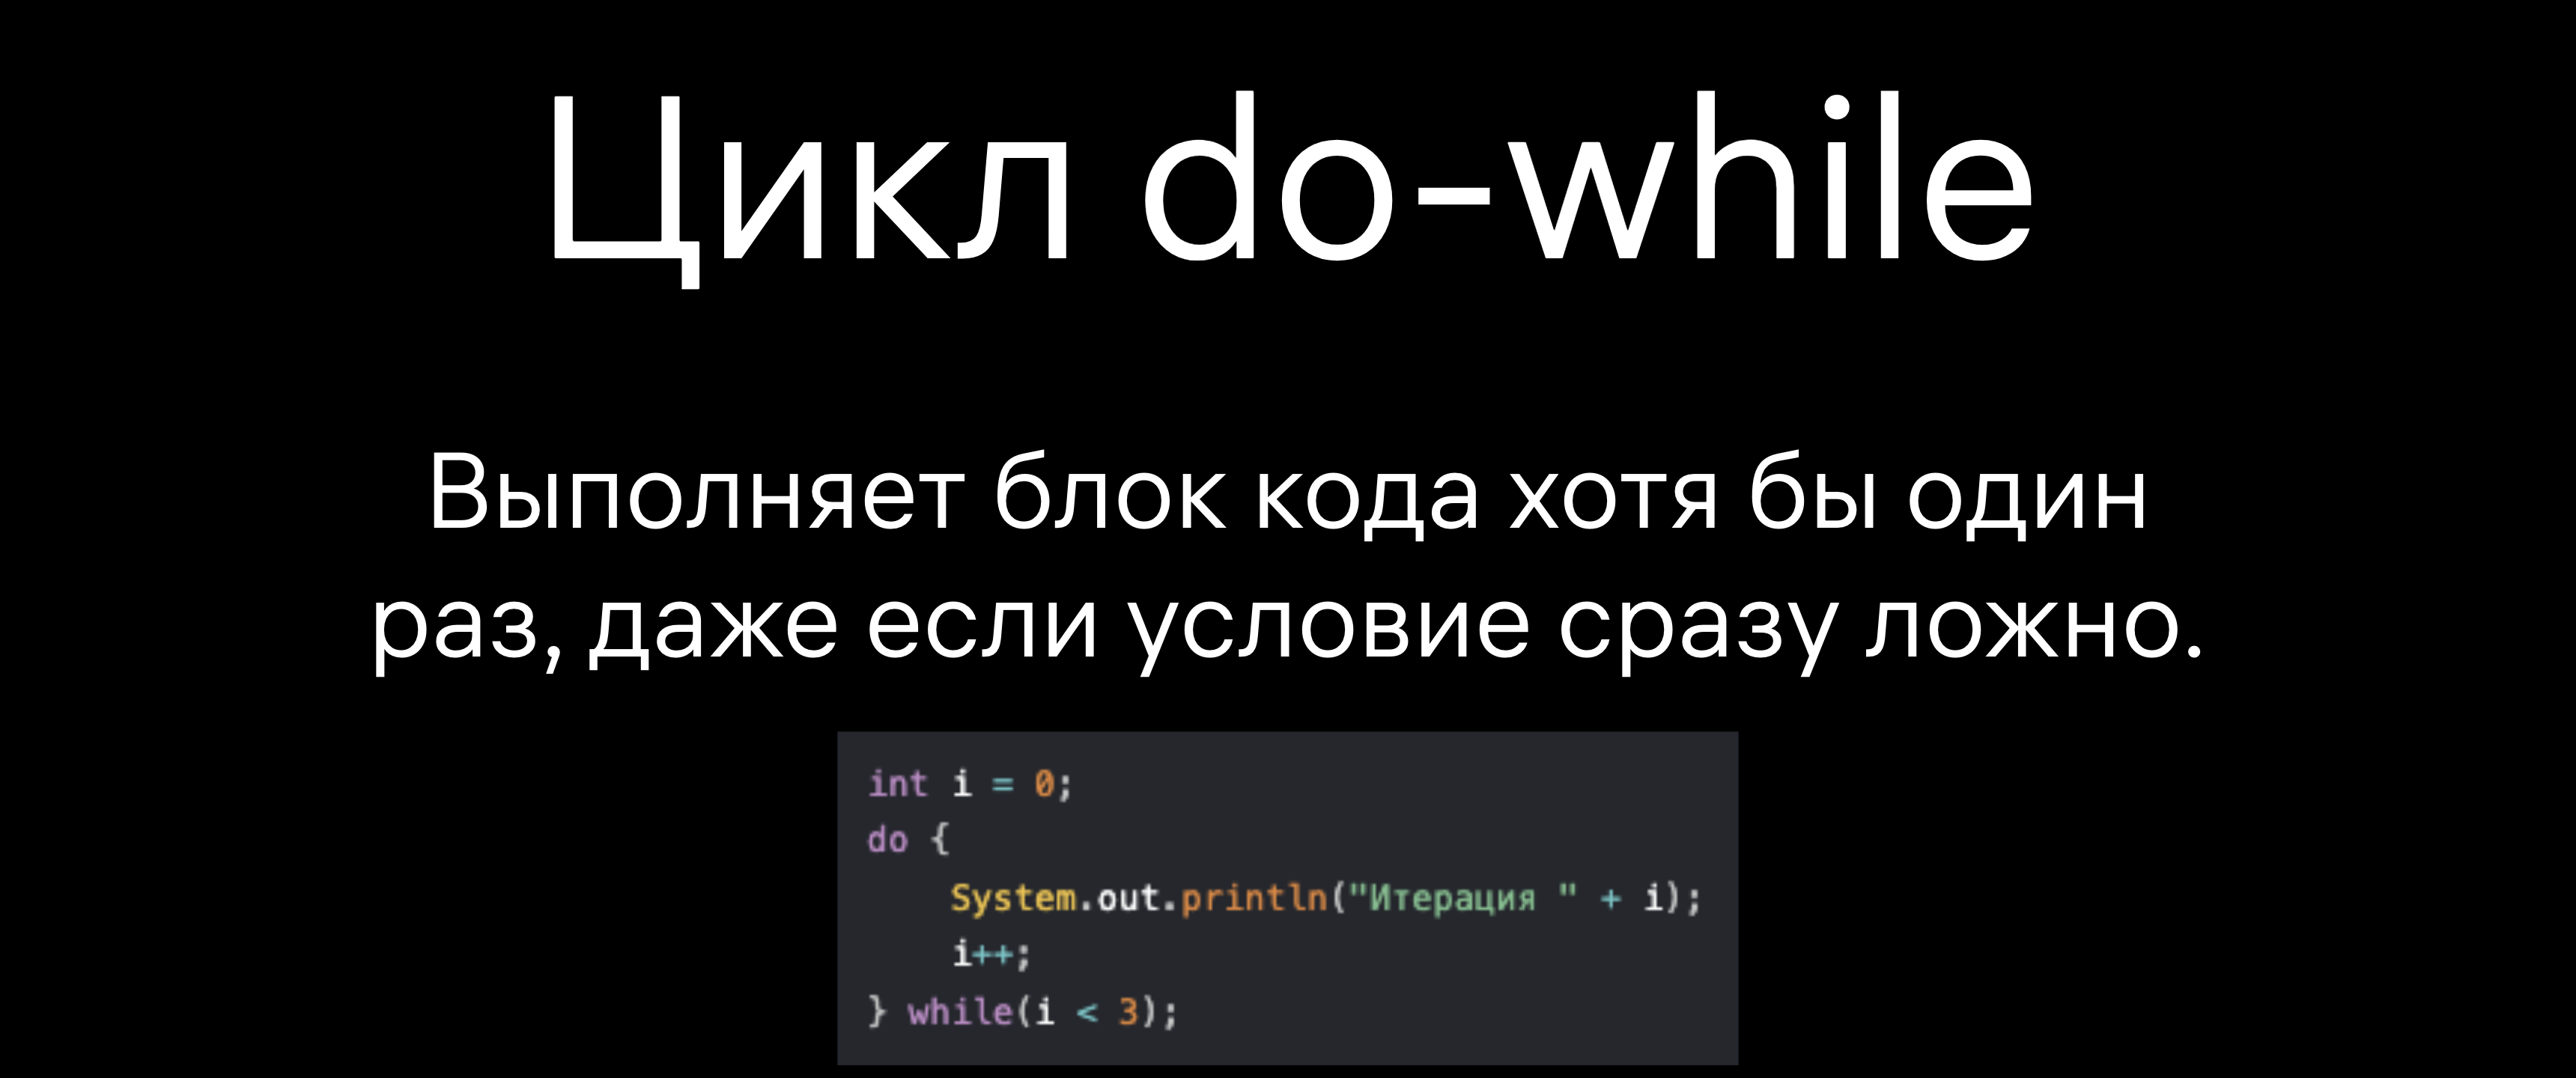 Цикл do-while
Выполняет блок кода хотя бы один
раз, даже если условие сразу ложно.
int i = 0;
do {
    System.out.println("Итерация " + i);
    i++;
} while(i < 3);